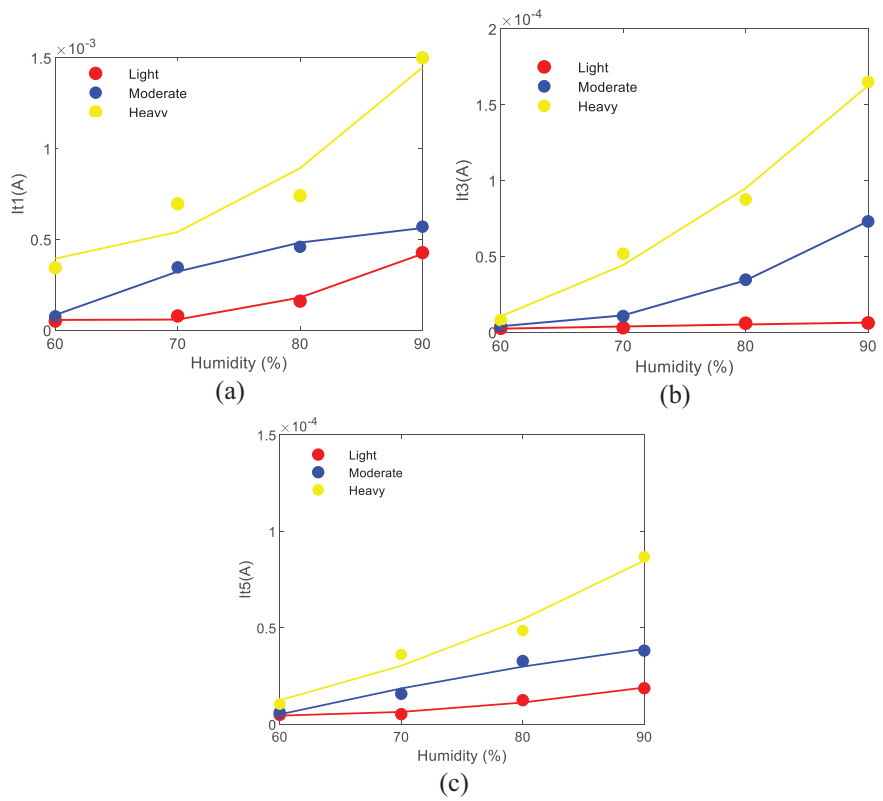 ×10-3
1.5
Light
Moderate
Heavy
1
It1(A)
0.5
0
60 70 80 90
Humidity (%)
(a)
×10-4
2
Light
Moderate
Heavy
1.5
It3(A)
1
0.5
0
60 70 80 90
Humidity (%)
(b)
×10-4
1.5
Light
Moderate
Heavy
1
It5(A)
0.5
0
60 70 80 90
Humidity (%)
(c)